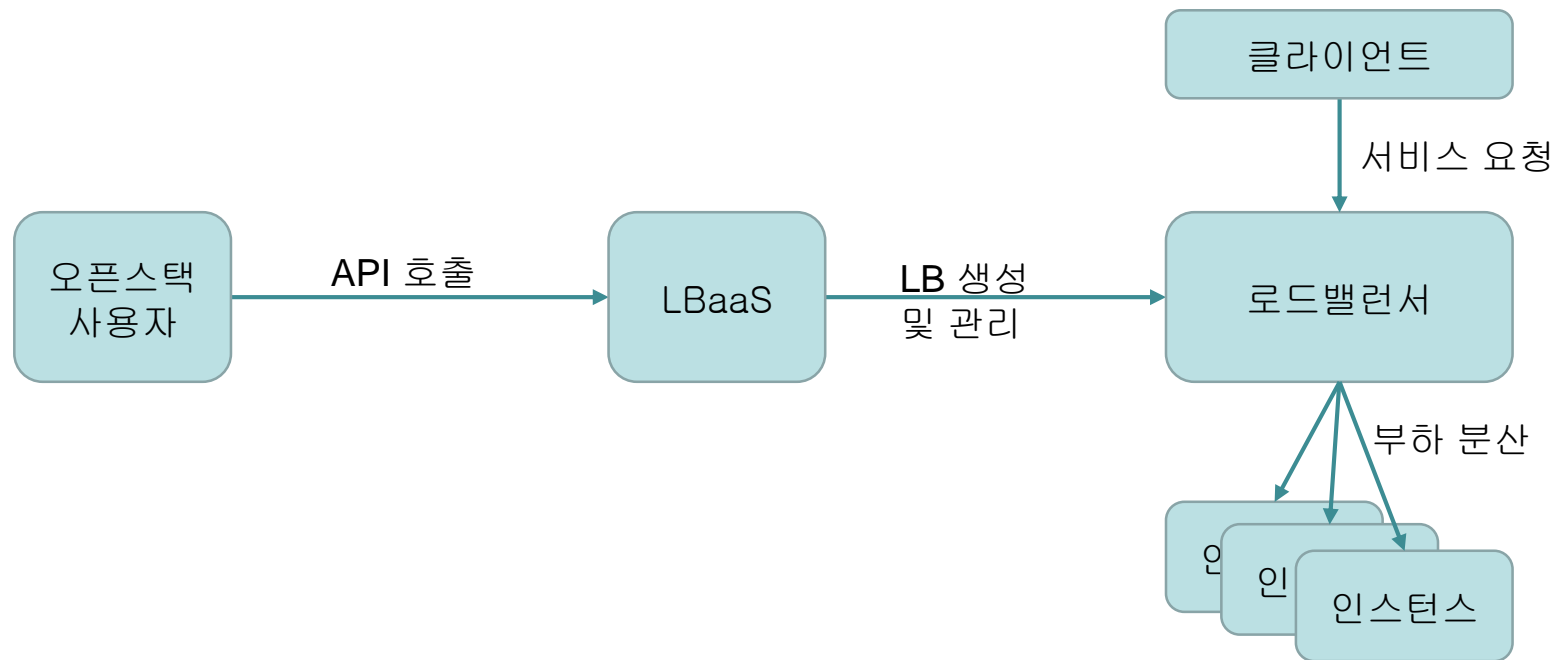 클라이언트
서비스 요청
오픈스택
사용자
API 호출
LBaaS
LB 생성
및 관리
로드밸런서
부하 분산
인
인스턴스